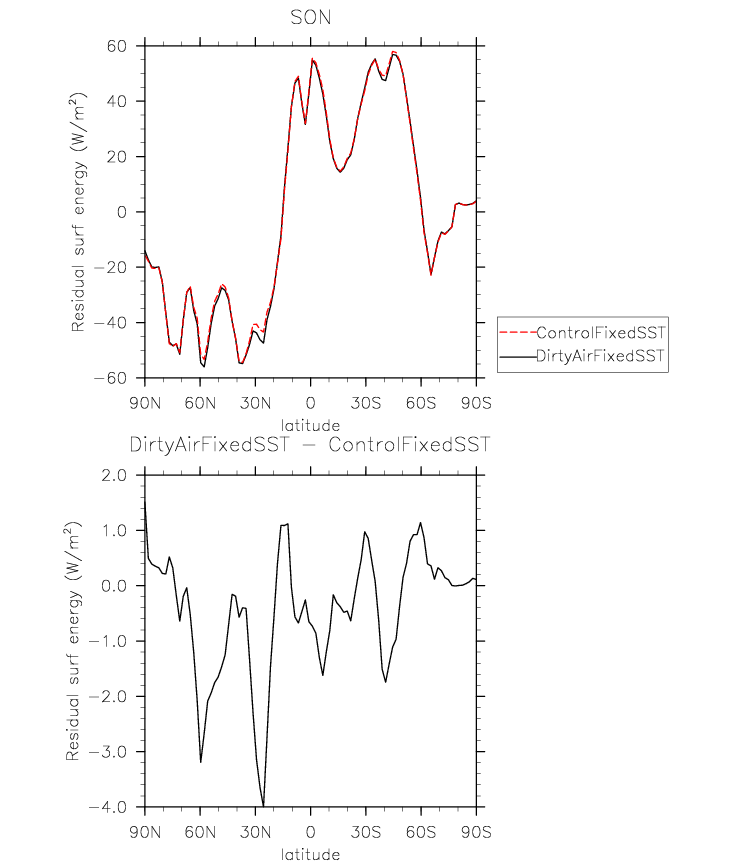 SON
60
40
20
0
−20
−40
−60
Residual surf energy (W/m²)
90N 60N 30N 0 30S 60S 90S
latitude
ControlFixedSST
DirtyAirFixedSST
DirtyAirFixedSST − ControlFixedSST
2.0
1.0
0.0
−1.0
−2.0
−3.0
−4.0
Residual surf energy (W/m²)
90N 60N 30N 0 30S 60S 90S
latitude